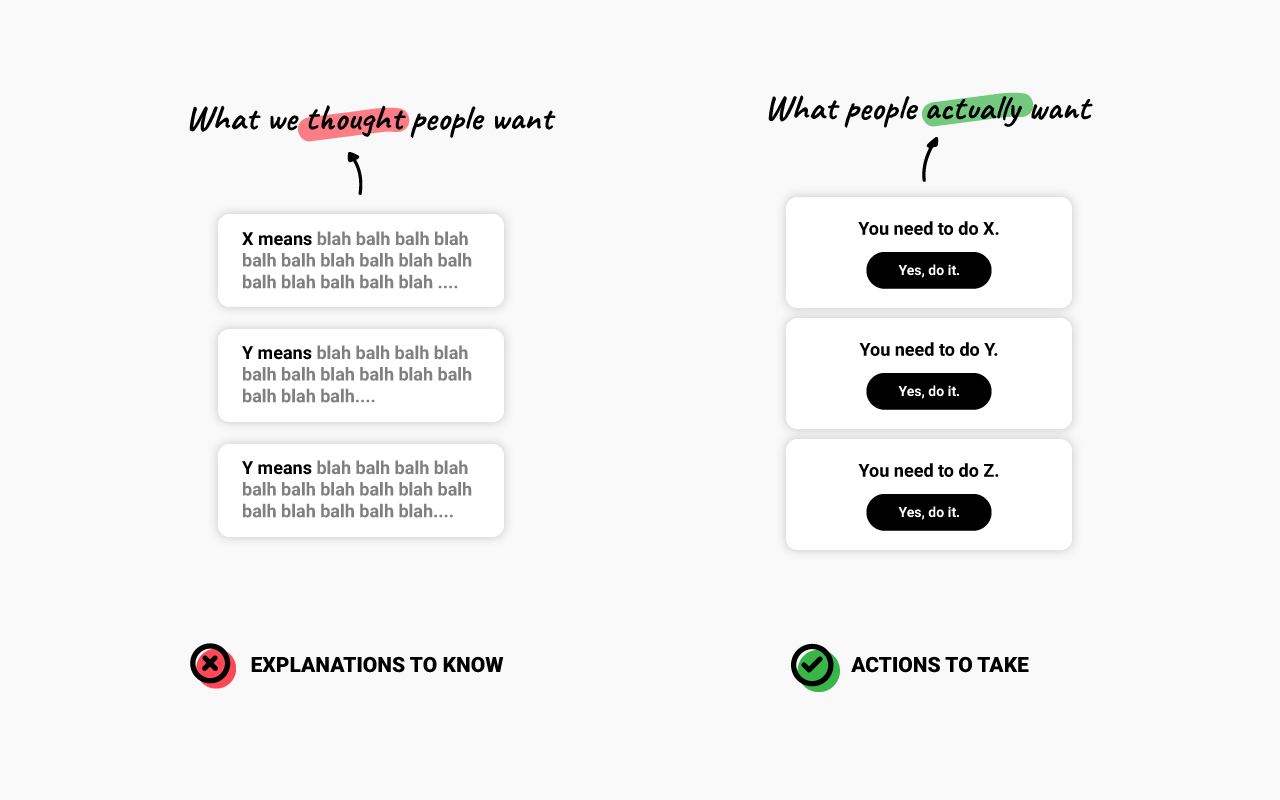 What we thought people want
X means blah balh balh blah
balh balh blah balh blah balh
balh blah balh balh blah ....
Y means blah balh balh blah
balh balh blah balh blah balh
balh blah balh....
Y means blah balh balh blah
balh balh blah balh blah balh
balh blah balh balh blah....
EXPLANATIONS TO KNOW
What people actually want
You need to do X.
Yes, do it.
You need to do Y.
Yes, do it.
You need to do Z.
Yes, do it.
ACTIONS TO TAKE